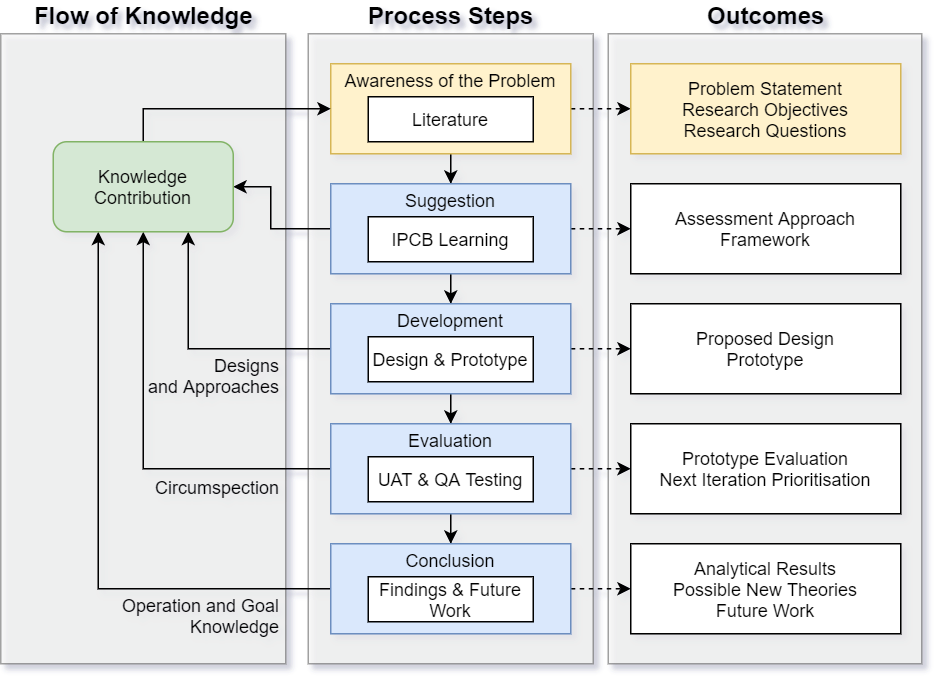 Flow of Knowledge
Process Steps
Outcomes
Knowledge
Contribution
Designs
and Approaches
Circumspection
Operation and Goal
Knowledge
Awareness of the Problem
Literature
Suggestion
IPCB Learning
Development
Design & Prototype
Evaluation
UAT & QA Testing
Conclusion
Findings & Future
Work
Problem Statement
Research Objectives
Research Questions
Assessment Approach
Framework
Proposed Design
Prototype
Prototype Evaluation
Next Iteration Prioritisation
Analytical Results
Possible New Theories
Future Work